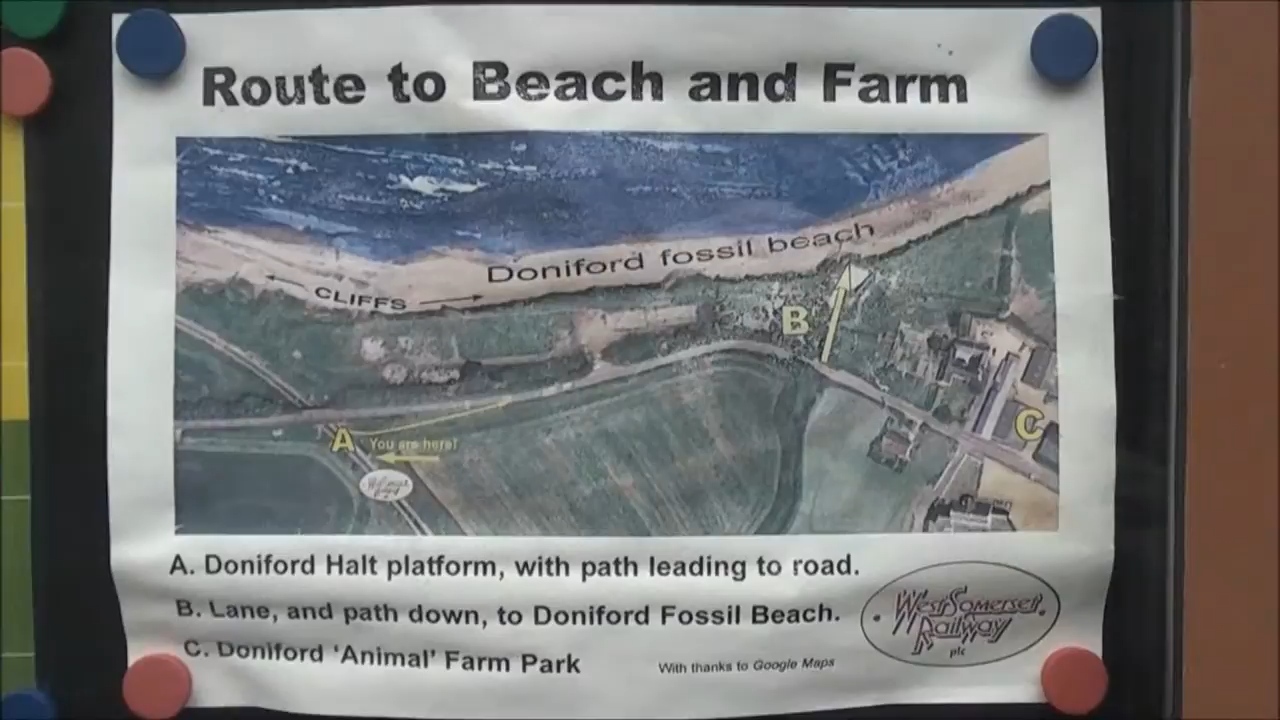 Route to Beach and Farm
Doniford fossil beach
CLIFFS
B
C
A You are here!
A. Doniford Halt platform, with path leading to road.
B. Lane, and path down, to Doniford Fossil Beach.
C. Doniford 'Animal' Farm Park
With thanks to Google Maps
West Somerset
Railway
plc